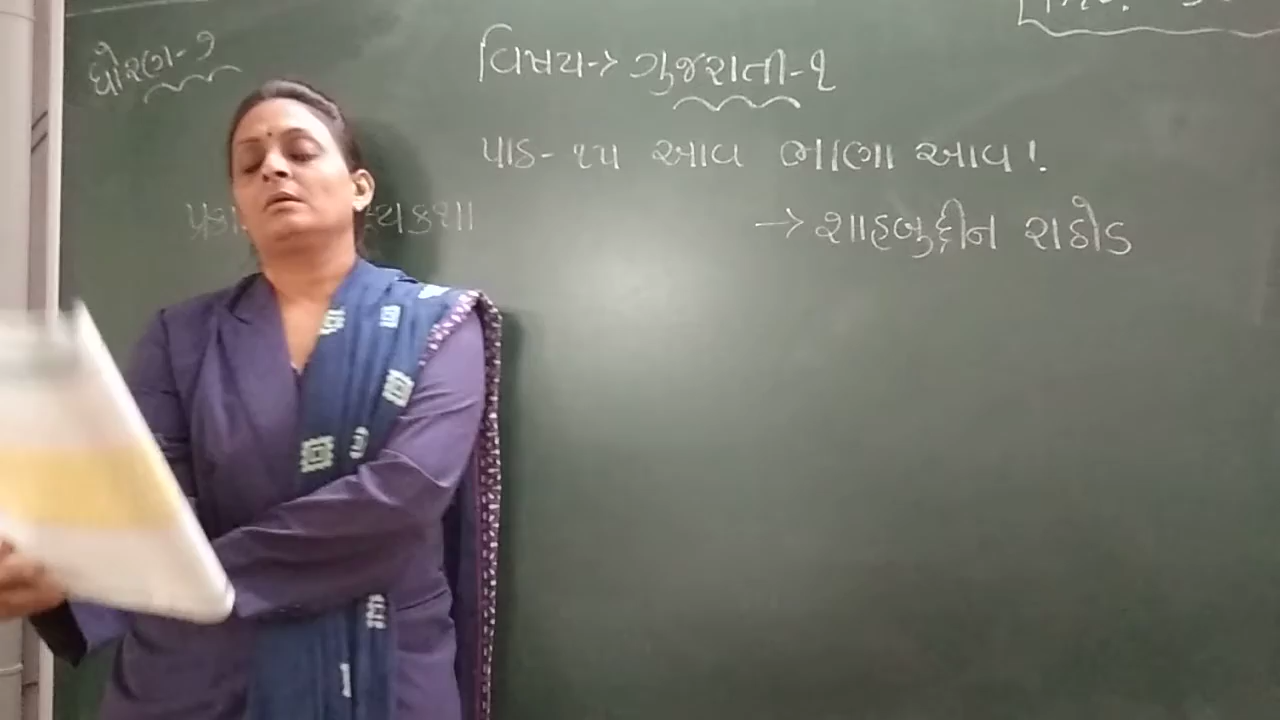 ધોરણ-૭
વિષય-> ગુજરાતી-૧
પાઠ- ૧૫ આવ ભાણા આવ!
-> શાહબુદ્દીન રાઠોડ